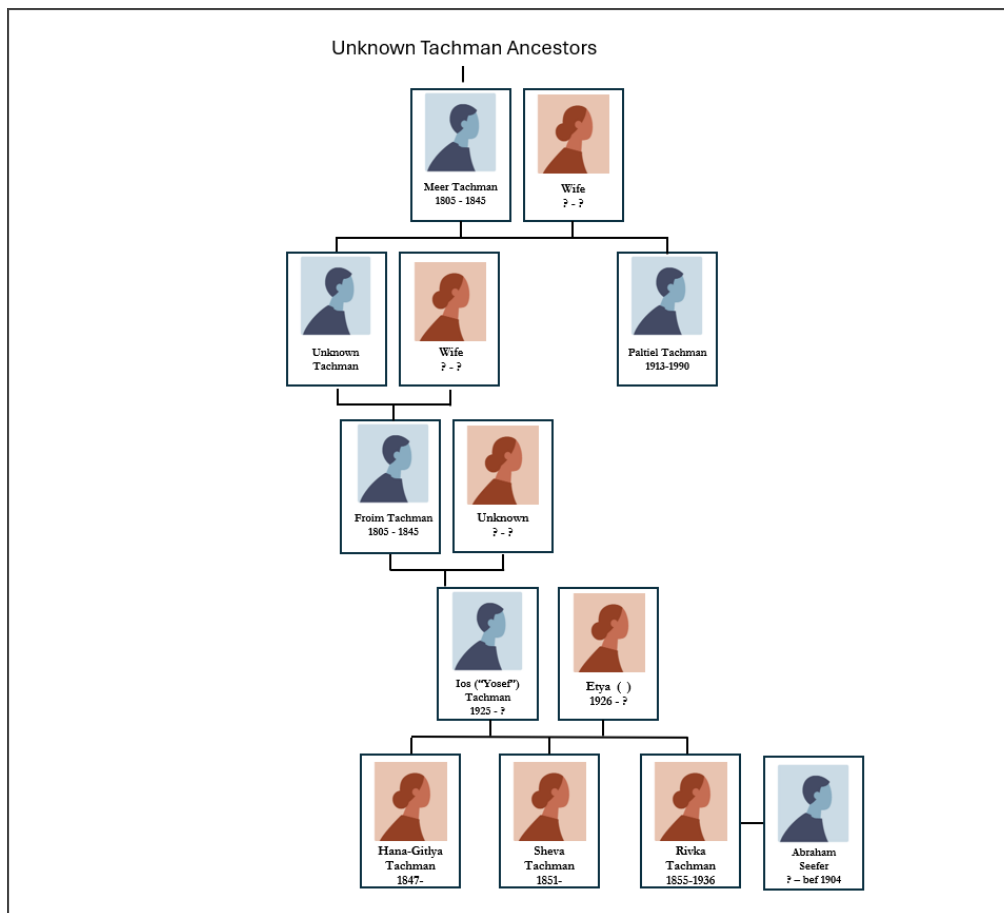 Unknown Tachman Ancestors
Meer Tachman
1805 - 1845
Wife
? - ?
Unknown
Tachman
Wife
? - ?
Paltiel Tachman
1913-1990
Froim Tachman
1805 - 1845
Unknown
? - ?
Ios ("Yosef")
Tachman
1925 - ?
Etya ( )
1926 - ?
Hana-Gitlya
Tachman
1847-
Sheva
Tachman
1851-
Rivka
Tachman
1855-1936
Abraham
Seefer
? – bef 1904